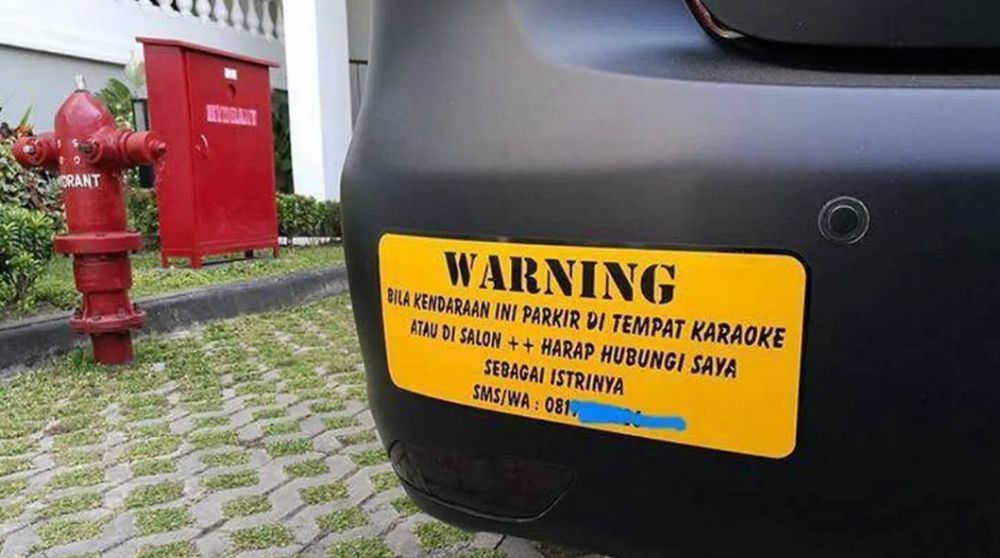 HYDRANT
DRANT
WARNING
BILA KENDARAAN INI PARKIR DI TEMPAT KARAOKE
ATAU DI SALON ++ HARAP HUBUNGI SAYA
SEBAGAI ISTRINYA
SMS/WA : 081